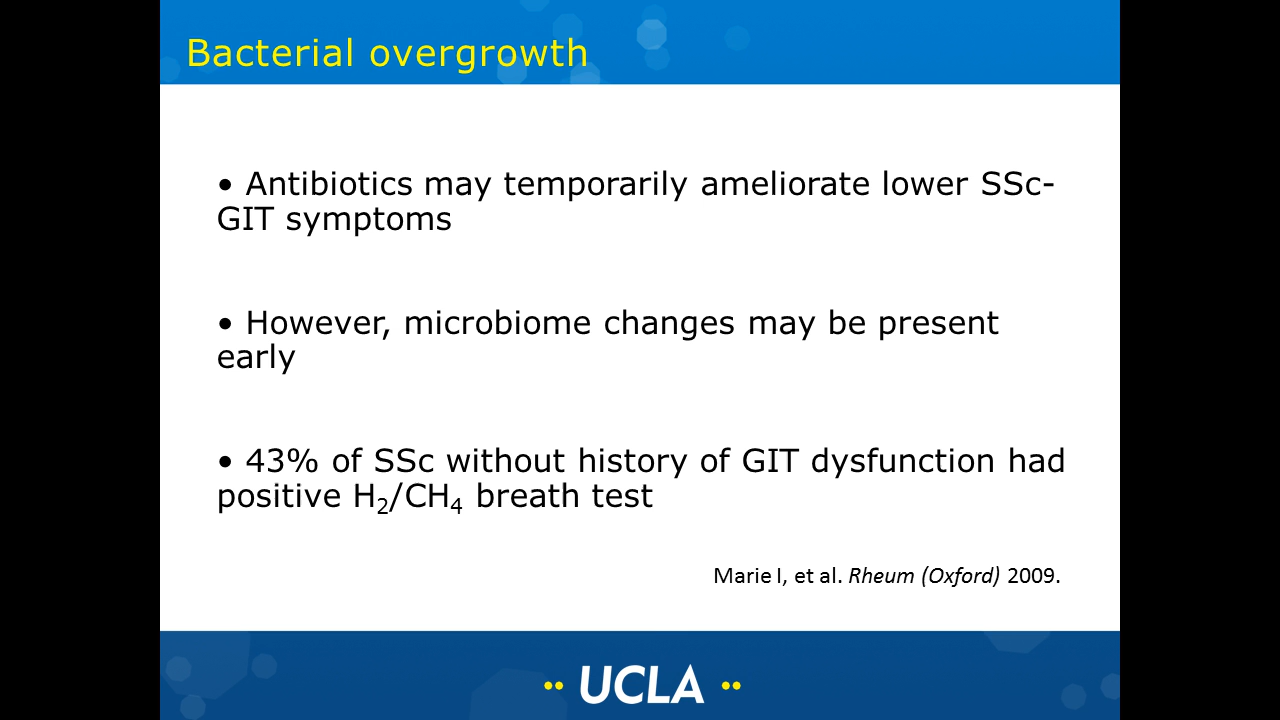 Bacterial overgrowth
• Antibiotics may temporarily ameliorate lower SSc-
GIT symptoms
• However, microbiome changes may be present
early
• 43% of SSc without history of GIT dysfunction had
positive H₂/CH₄ breath test
Marie I, et al. Rheum (Oxford) 2009.
UCLA